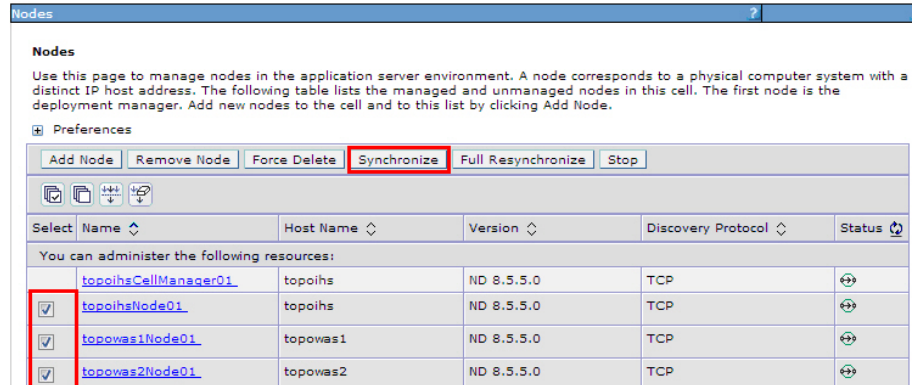 Nodes ?
Nodes
Use this page to manage nodes in the application server environment. A node corresponds to a physical computer system with a
distinct IP host address. The following table lists the managed and unmanaged nodes in this cell. The first node is the
deployment manager. Add new nodes to the cell and to this list by clicking Add Node.
Preferences
Add Node Remove Node Force Delete Synchronize Full Resynchronize Stop
Select Name Host Name Version Discovery Protocol Status
You can administer the following resources:
topoihsCellManager01 topoihs ND 8.5.5.0 TCP
topoihsNode01 topoihs ND 8.5.5.0 TCP
topowas1Node01 topowas1 ND 8.5.5.0 TCP
topowas2Node01 topowas2 ND 8.5.5.0 TCP